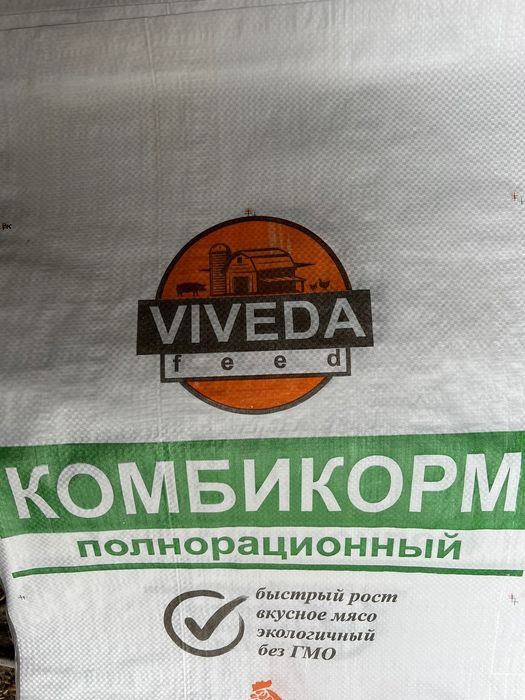 VIVEDA
feed
КОМБИКОРМ
полнорационный
быстрый рост
вкусное мясо
экологичный
без ГМО